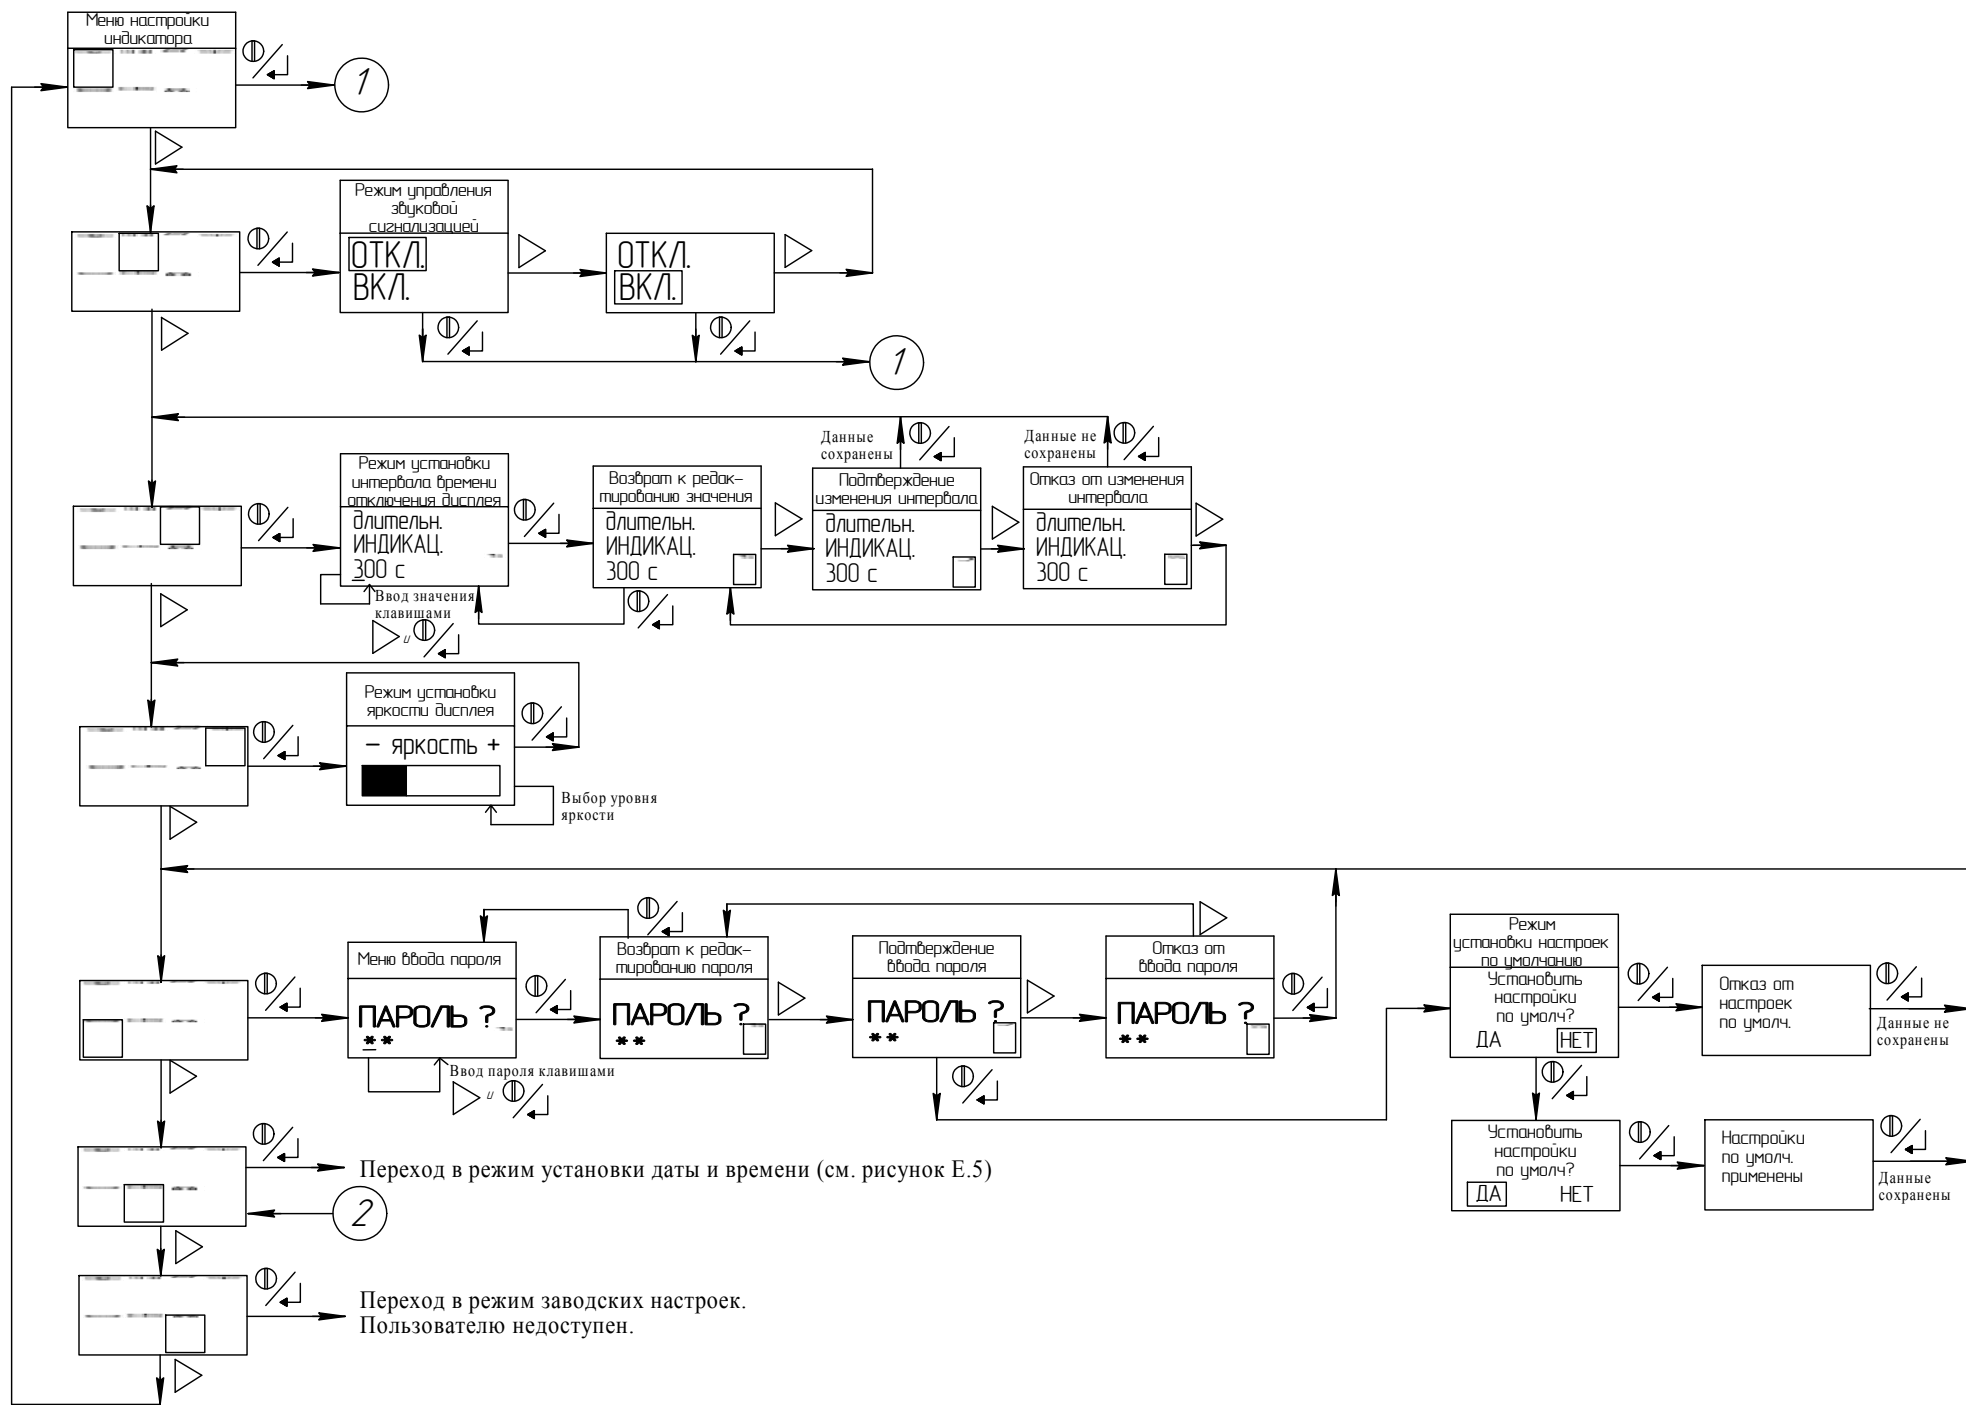 Меню настройки
индикатора
1
Режим управления
звуковой
сигнализацией
ОТКЛ.
ВКЛ.
ОТКЛ.
ВКЛ.
1
Данные
сохранены
Данные не
сохранены
Режим установки
интервала времени
отключения дисплея
длительн.
ИНДИКАЦ.
300 с
Возврат к редак-
тированию значения
длительн.
ИНДИКАЦ.
300 с
Подтверждение
изменения интервала
длительн.
ИНДИКАЦ.
300 с
Отказ от изменения
интервала
длительн.
ИНДИКАЦ.
300 с
Ввод значения
клавишами
и
Режим установки
яркости дисплея
– яркость +
Выбор уровня
яркости
Меню ввода пароля
ПАРОЛЬ ?
**
Ввод пароля клавишами
и
Возврат к редак-
тированию пароля
ПАРОЛЬ ?
**
Подтверждение
ввода пароля
ПАРОЛЬ ?
**
Отказ от
ввода пароля
ПАРОЛЬ ?
**
Режим
установки настроек
по умолчанию
Установить
настройки
по умолч?
ДА НЕТ
Отказ от
настроек
по умолч.
Данные не
сохранены
Установить
настройки
по умолч?
ДА НЕТ
Настройки
по умолч.
применены
Данные
сохранены
Переход в режим установки даты и времени (см. рисунок Е.5)
2
Переход в режим заводских настроек.
Пользователю недоступен.